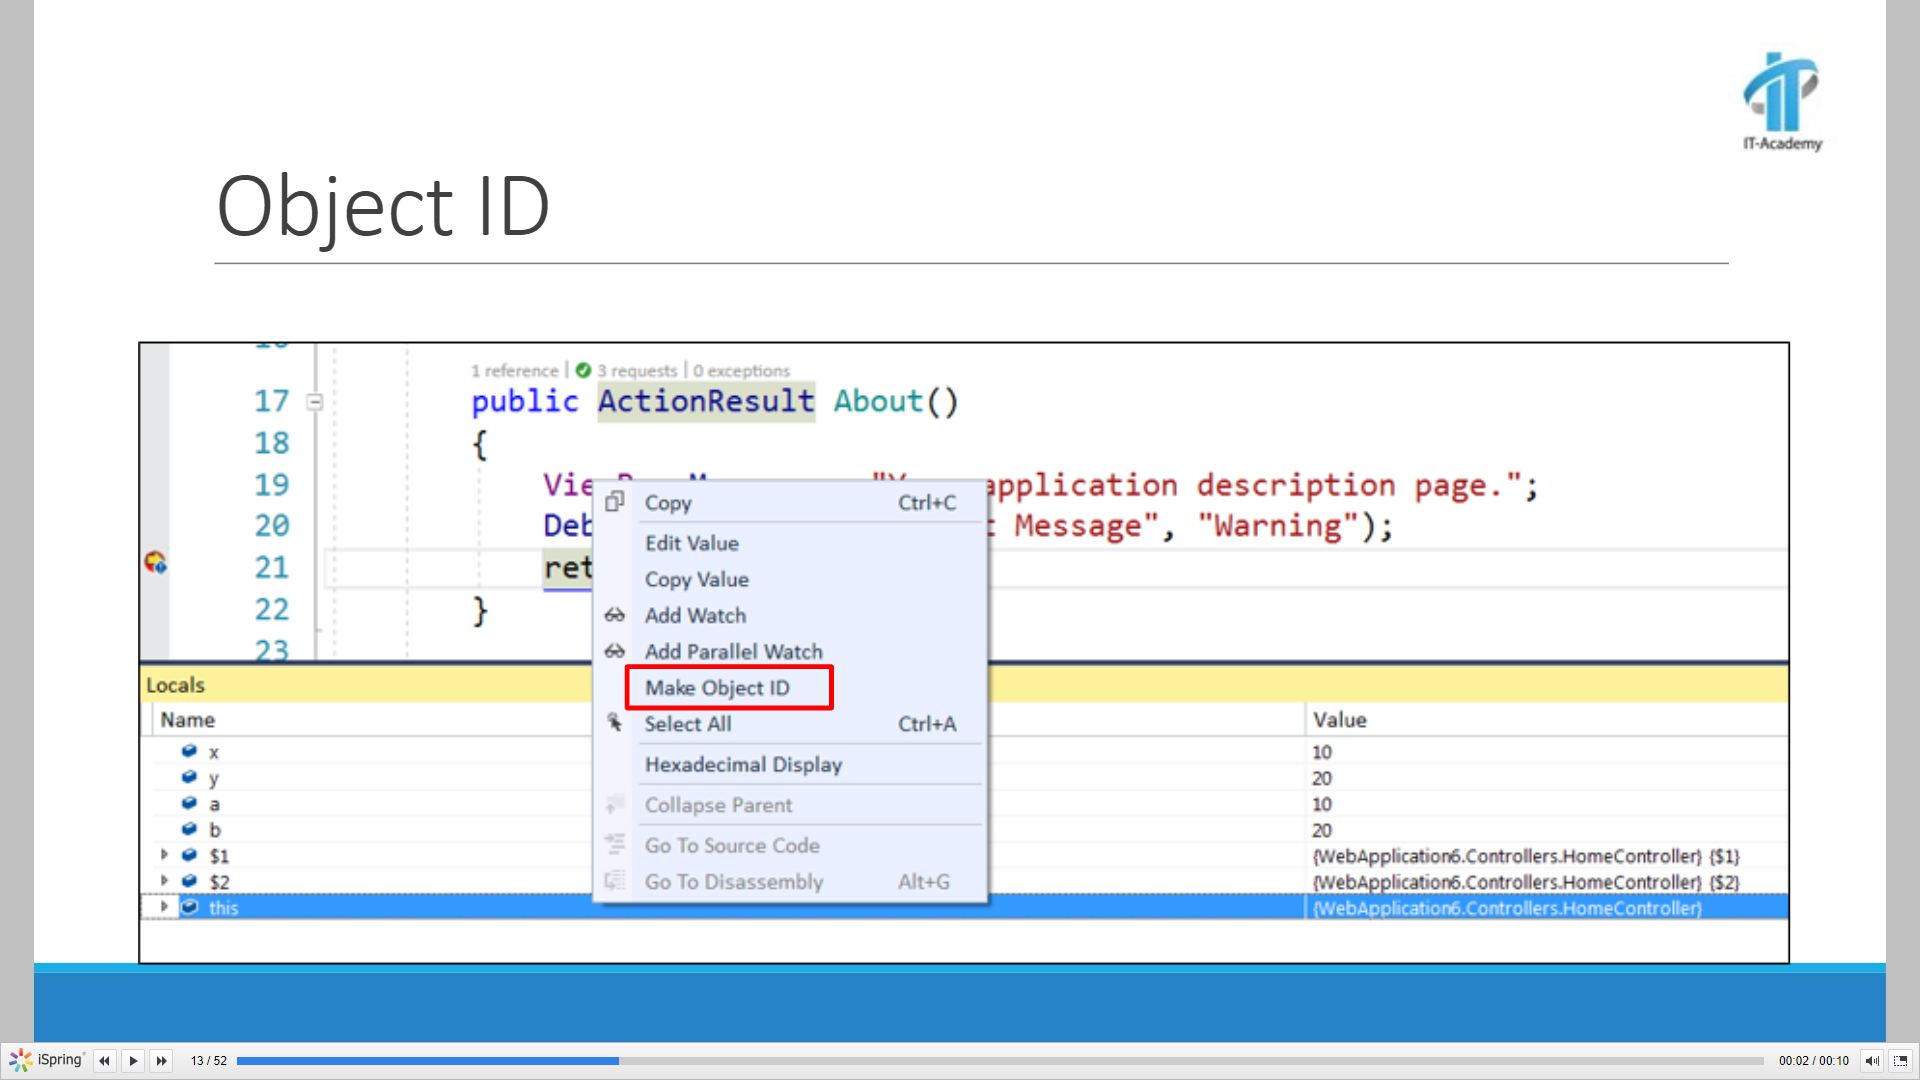 IT-Academy
Object ID
1 reference | 3 requests | 0 exceptions
17 public ActionResult About()
18 {
19 Vie application description page.";
20 Deb t Message", "Warning");
21 ret
22 }
23
Copy Ctrl+C
Edit Value
Copy Value
Add Watch
Add Parallel Watch
Make Object ID
Select All Ctrl+A
Hexadecimal Display
Collapse Parent
Go To Source Code
Go To Disassembly Alt+G
Locals
Name Value
x 10
y 20
a 10
b 20
$1 {WebApplication6.Controllers.HomeController} {$1}
$2 {WebApplication6.Controllers.HomeController} {$2}
this {WebApplication6.Controllers.HomeController}
iSpring 13 / 52 00:02 / 00:10